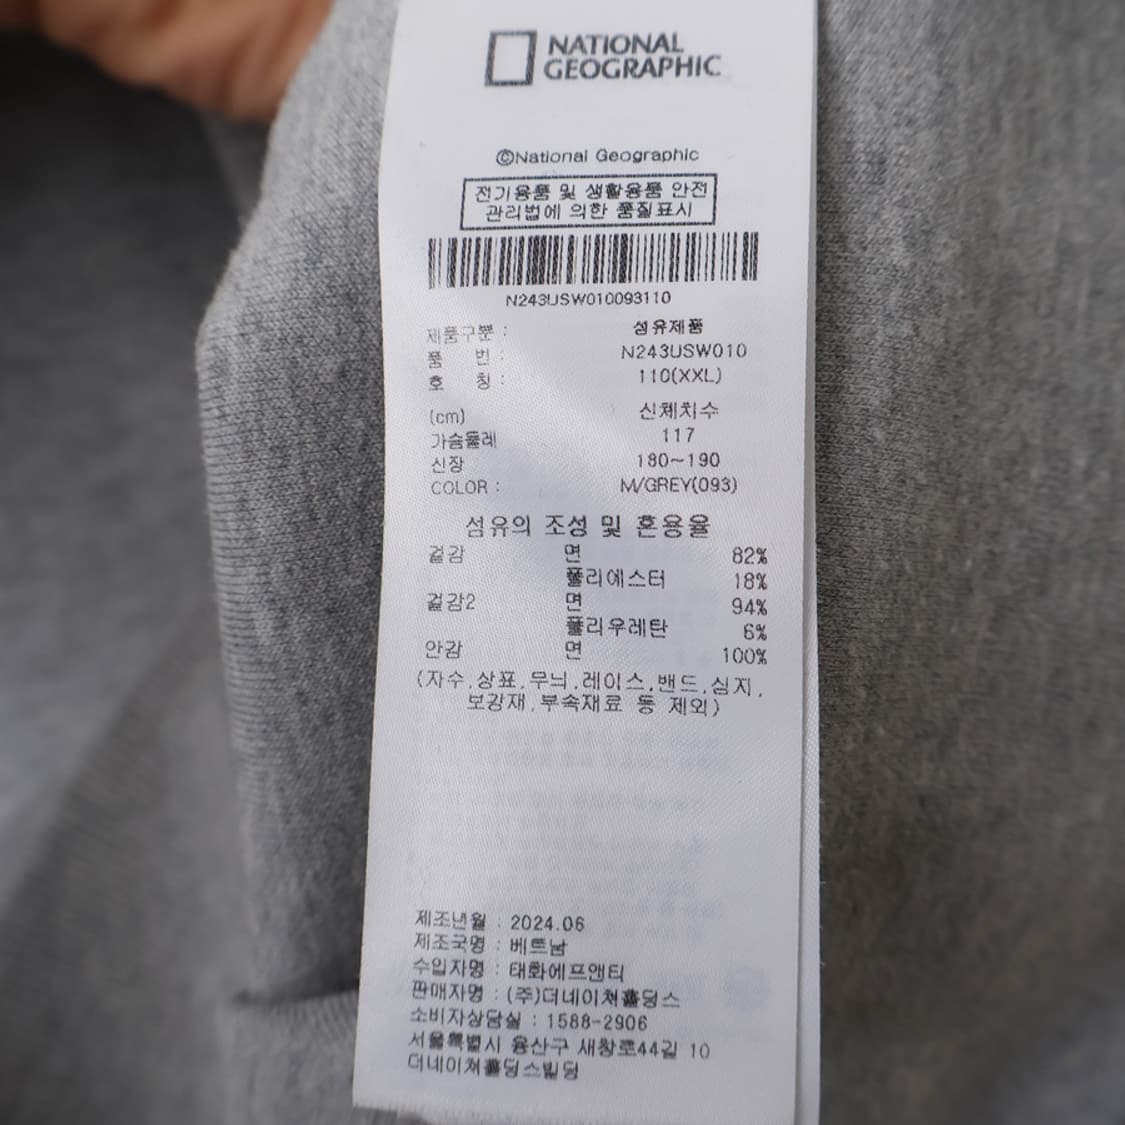 NATIONAL
GEOGRAPHIC
©National Geographic
전기용품 및 생활용품 안전
관리법에 의한 품질표시
N243USW010093110
제품구분 : 섬유제품
품 번 : N243USW010
호 칭 : 110(XXL)
(cm) 신체치수
가슴둘레 117
신장 180~190
COLOR : M/GREY(093)
섬유의 조성 및 혼용율
겉감 면 82%
폴리에스터 18%
겉감2 면 94%
폴리우레탄 6%
안감 면 100%
(자수,상표,무늬,레이스,밴드,심지,
보강재,부속재료 등 제외)
제조년월 : 2024.06
제조국명 : 베트남
수입자명 : 태화에프앤티
판매자명 : (주)더네이쳐홀딩스
소비자상담실 : 1588-2906
서울특별시 용산구 새창로44길 10
더네이쳐홀딩스빌딩